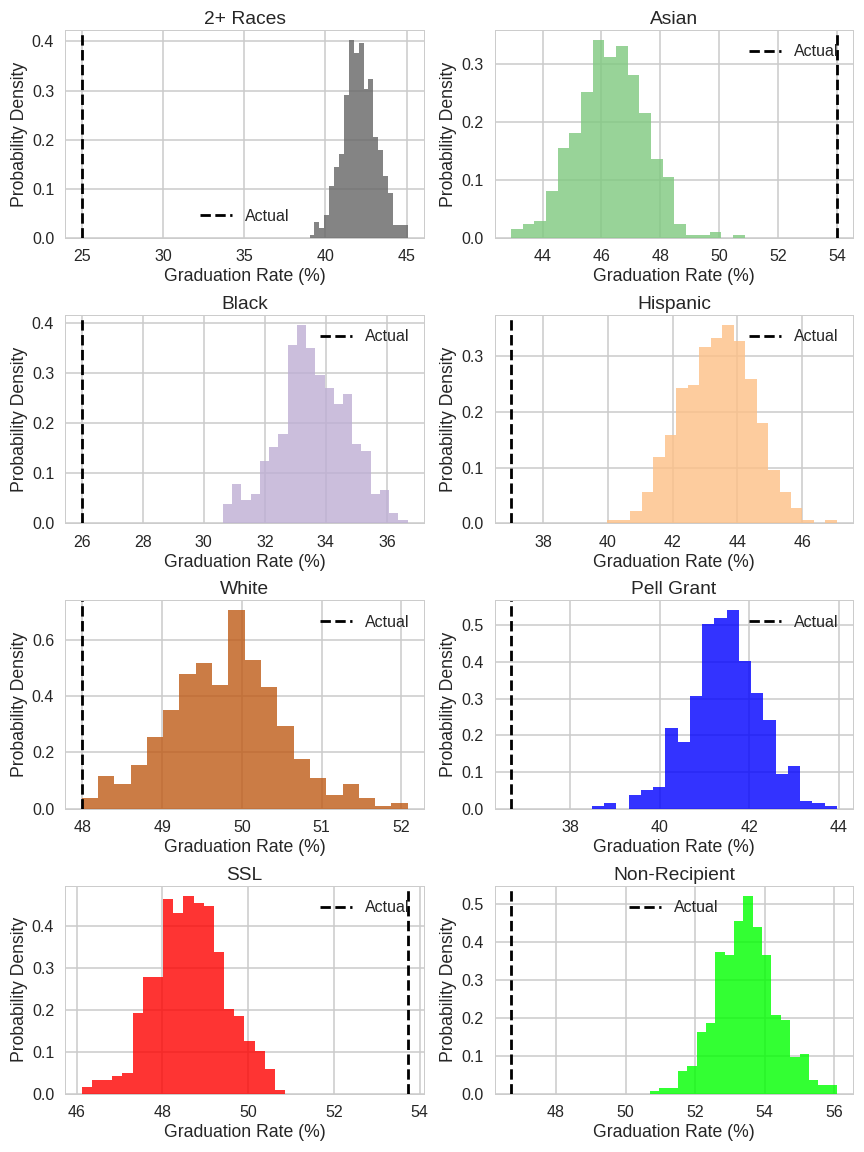 2+ Races
Probability Density
0.4
0.3
0.1
0.0
Actual
25 30 35 40 45
Graduation Rate (%)
Asian
Probability Density
0.3
0.2
0.1
0.0
Actual
44 46 48 50 52 54
Graduation Rate (%)
Black
Probability Density
0.4
0.3
0.2
0.1
0.0
Actual
26 28 30 32 34 36
Graduation Rate (%)
Hispanic
Probability Density
0.3
0.2
0.1
0.0
Actual
38 40 42 44 46
Graduation Rate (%)
White
Probability Density
0.6
0.4
0.2
0.0
Actual
48 49 50 51 52
Graduation Rate (%)
Pell Grant
Probability Density
0.5
0.4
0.3
0.2
0.1
0.0
Actual
38 40 42 44
Graduation Rate (%)
SSL
Probability Density
0.4
0.3
0.2
0.1
0.0
Actual
46 48 50 52 54
Graduation Rate (%)
Non-Recipient
Probability Density
0.5
0.4
0.3
0.2
0.1
0.0
Actual
48 50 52 54 56
Graduation Rate (%)